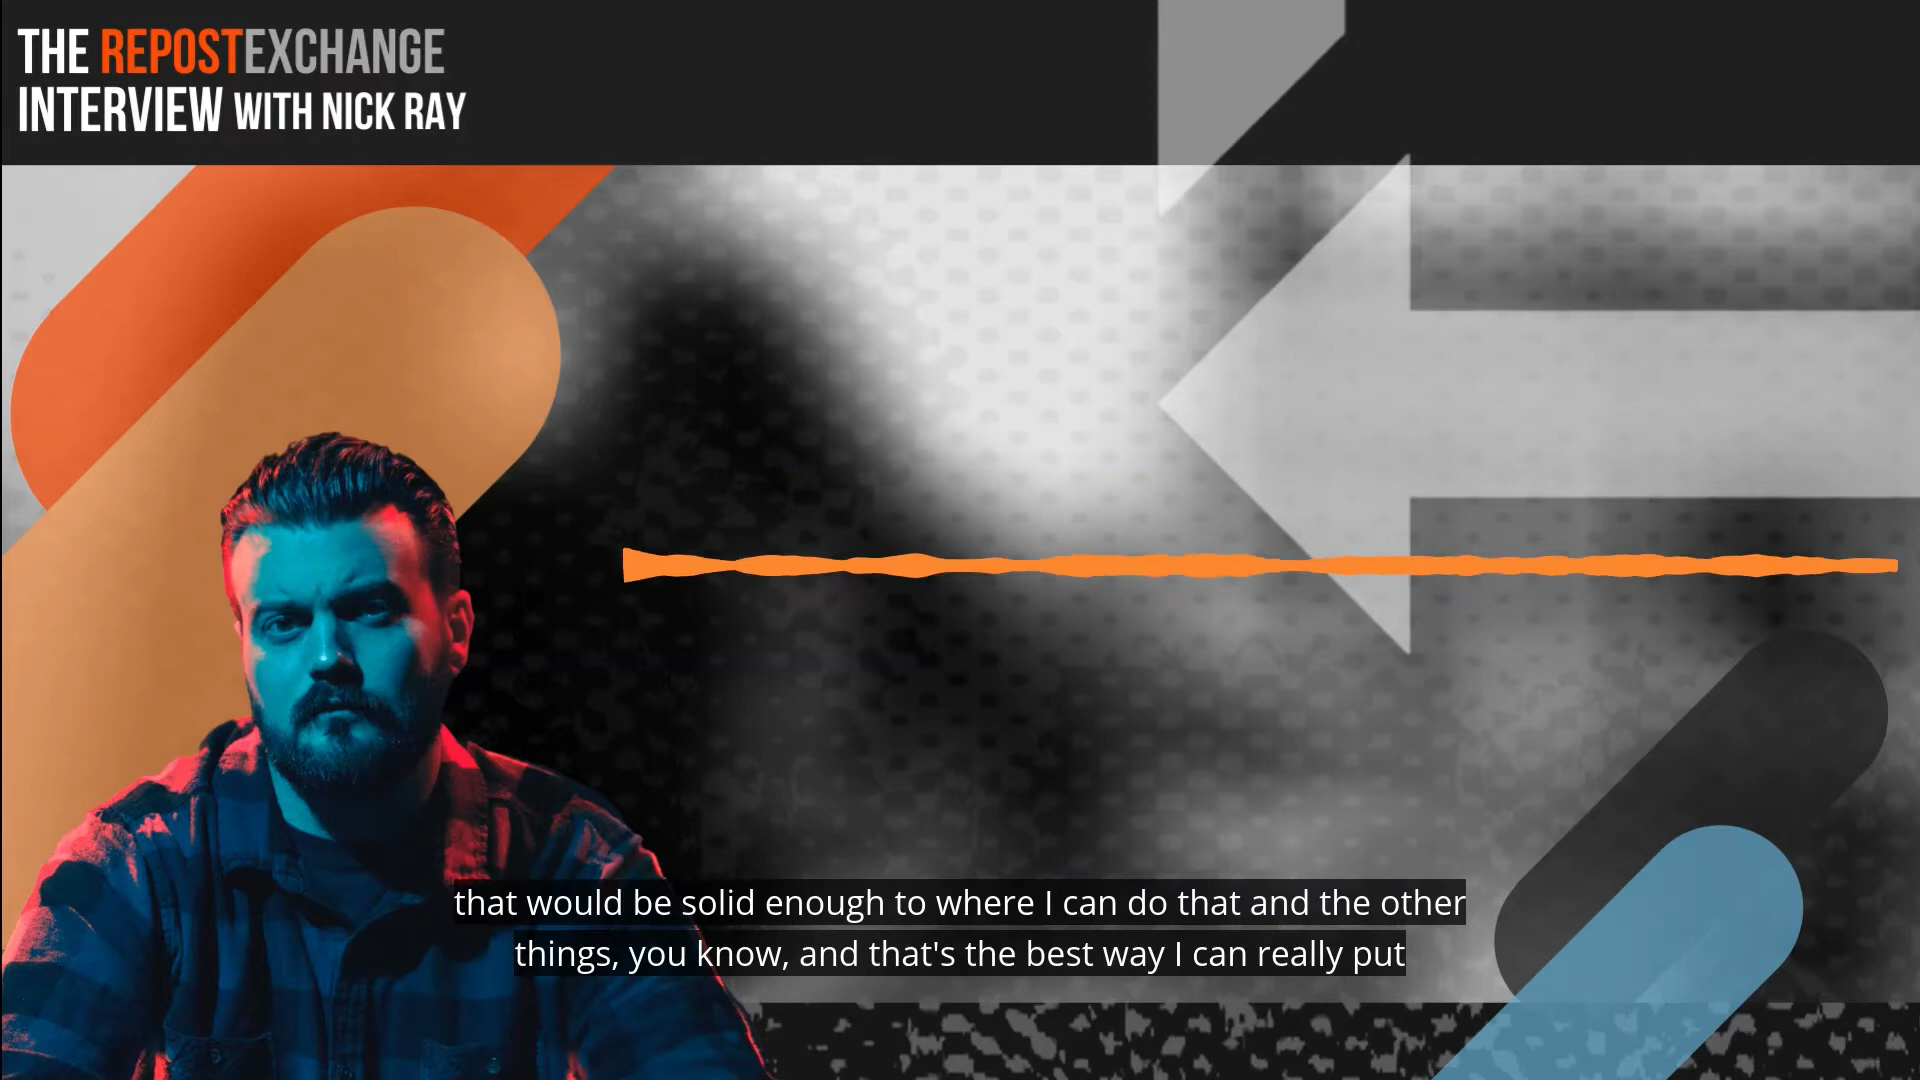 THE REPOSTEXCHANGE
INTERVIEW WITH NICK RAY
that would be solid enough to where I can do that and the other
things, you know, and that's the best way I can really put